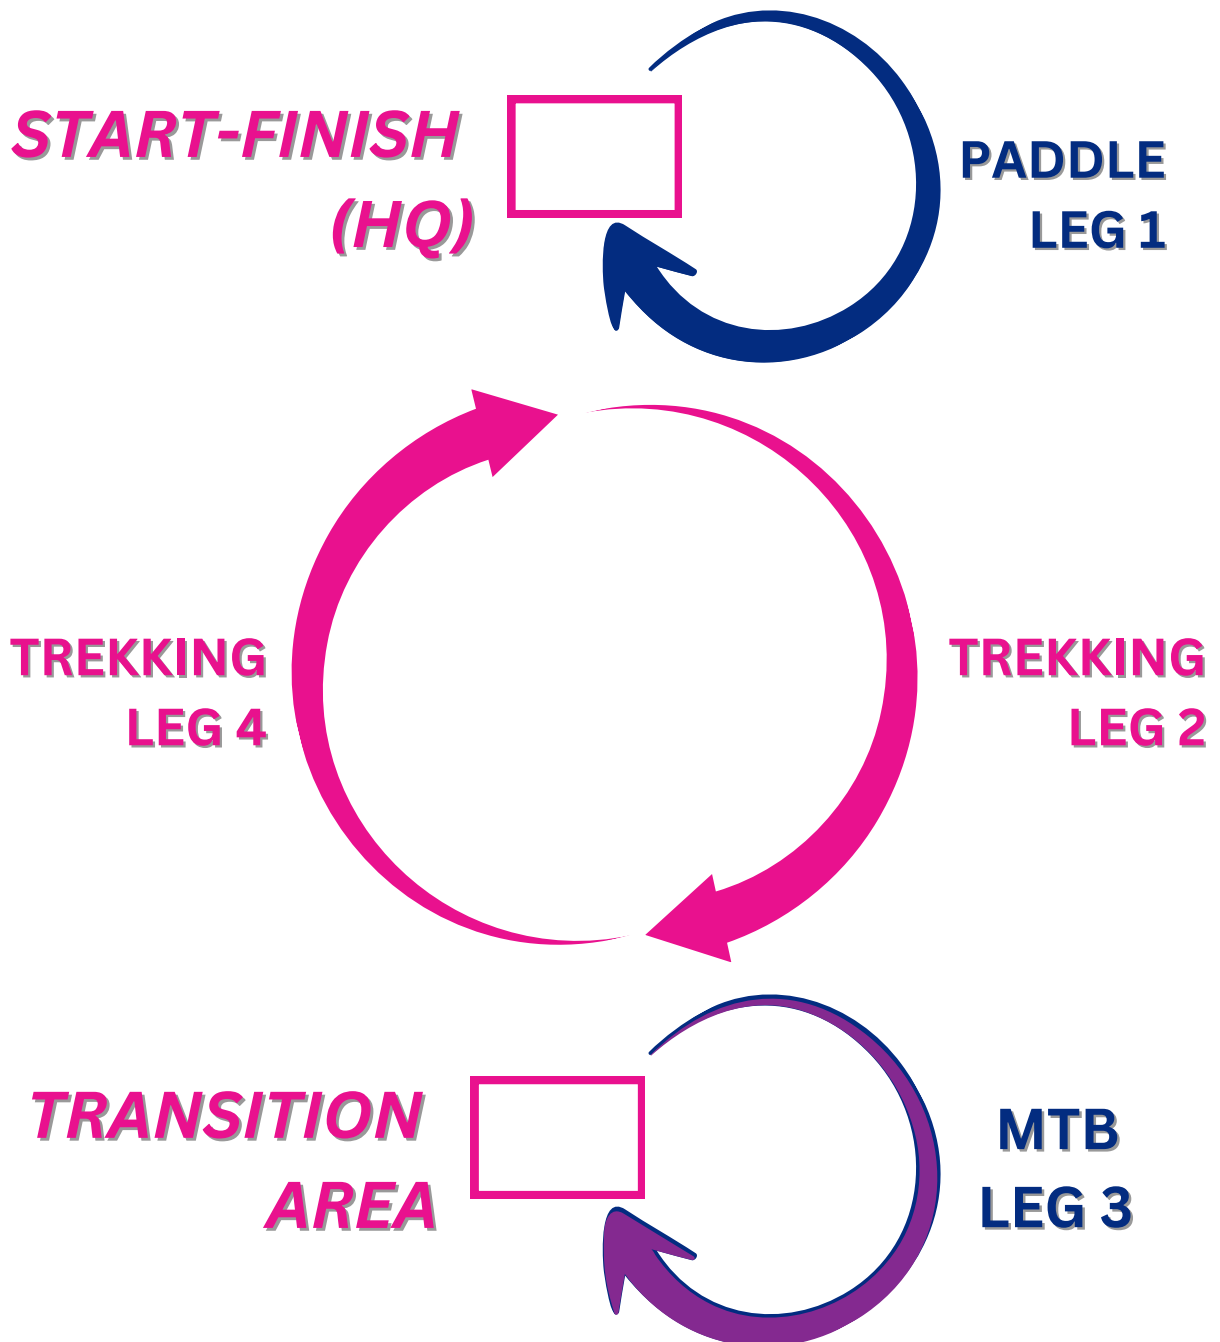 START-FINISH
(HQ)
PADDLE
LEG 1
TREKKING
LEG 4
TREKKING
LEG 2
TRANSITION
AREA
MTB
LEG 3